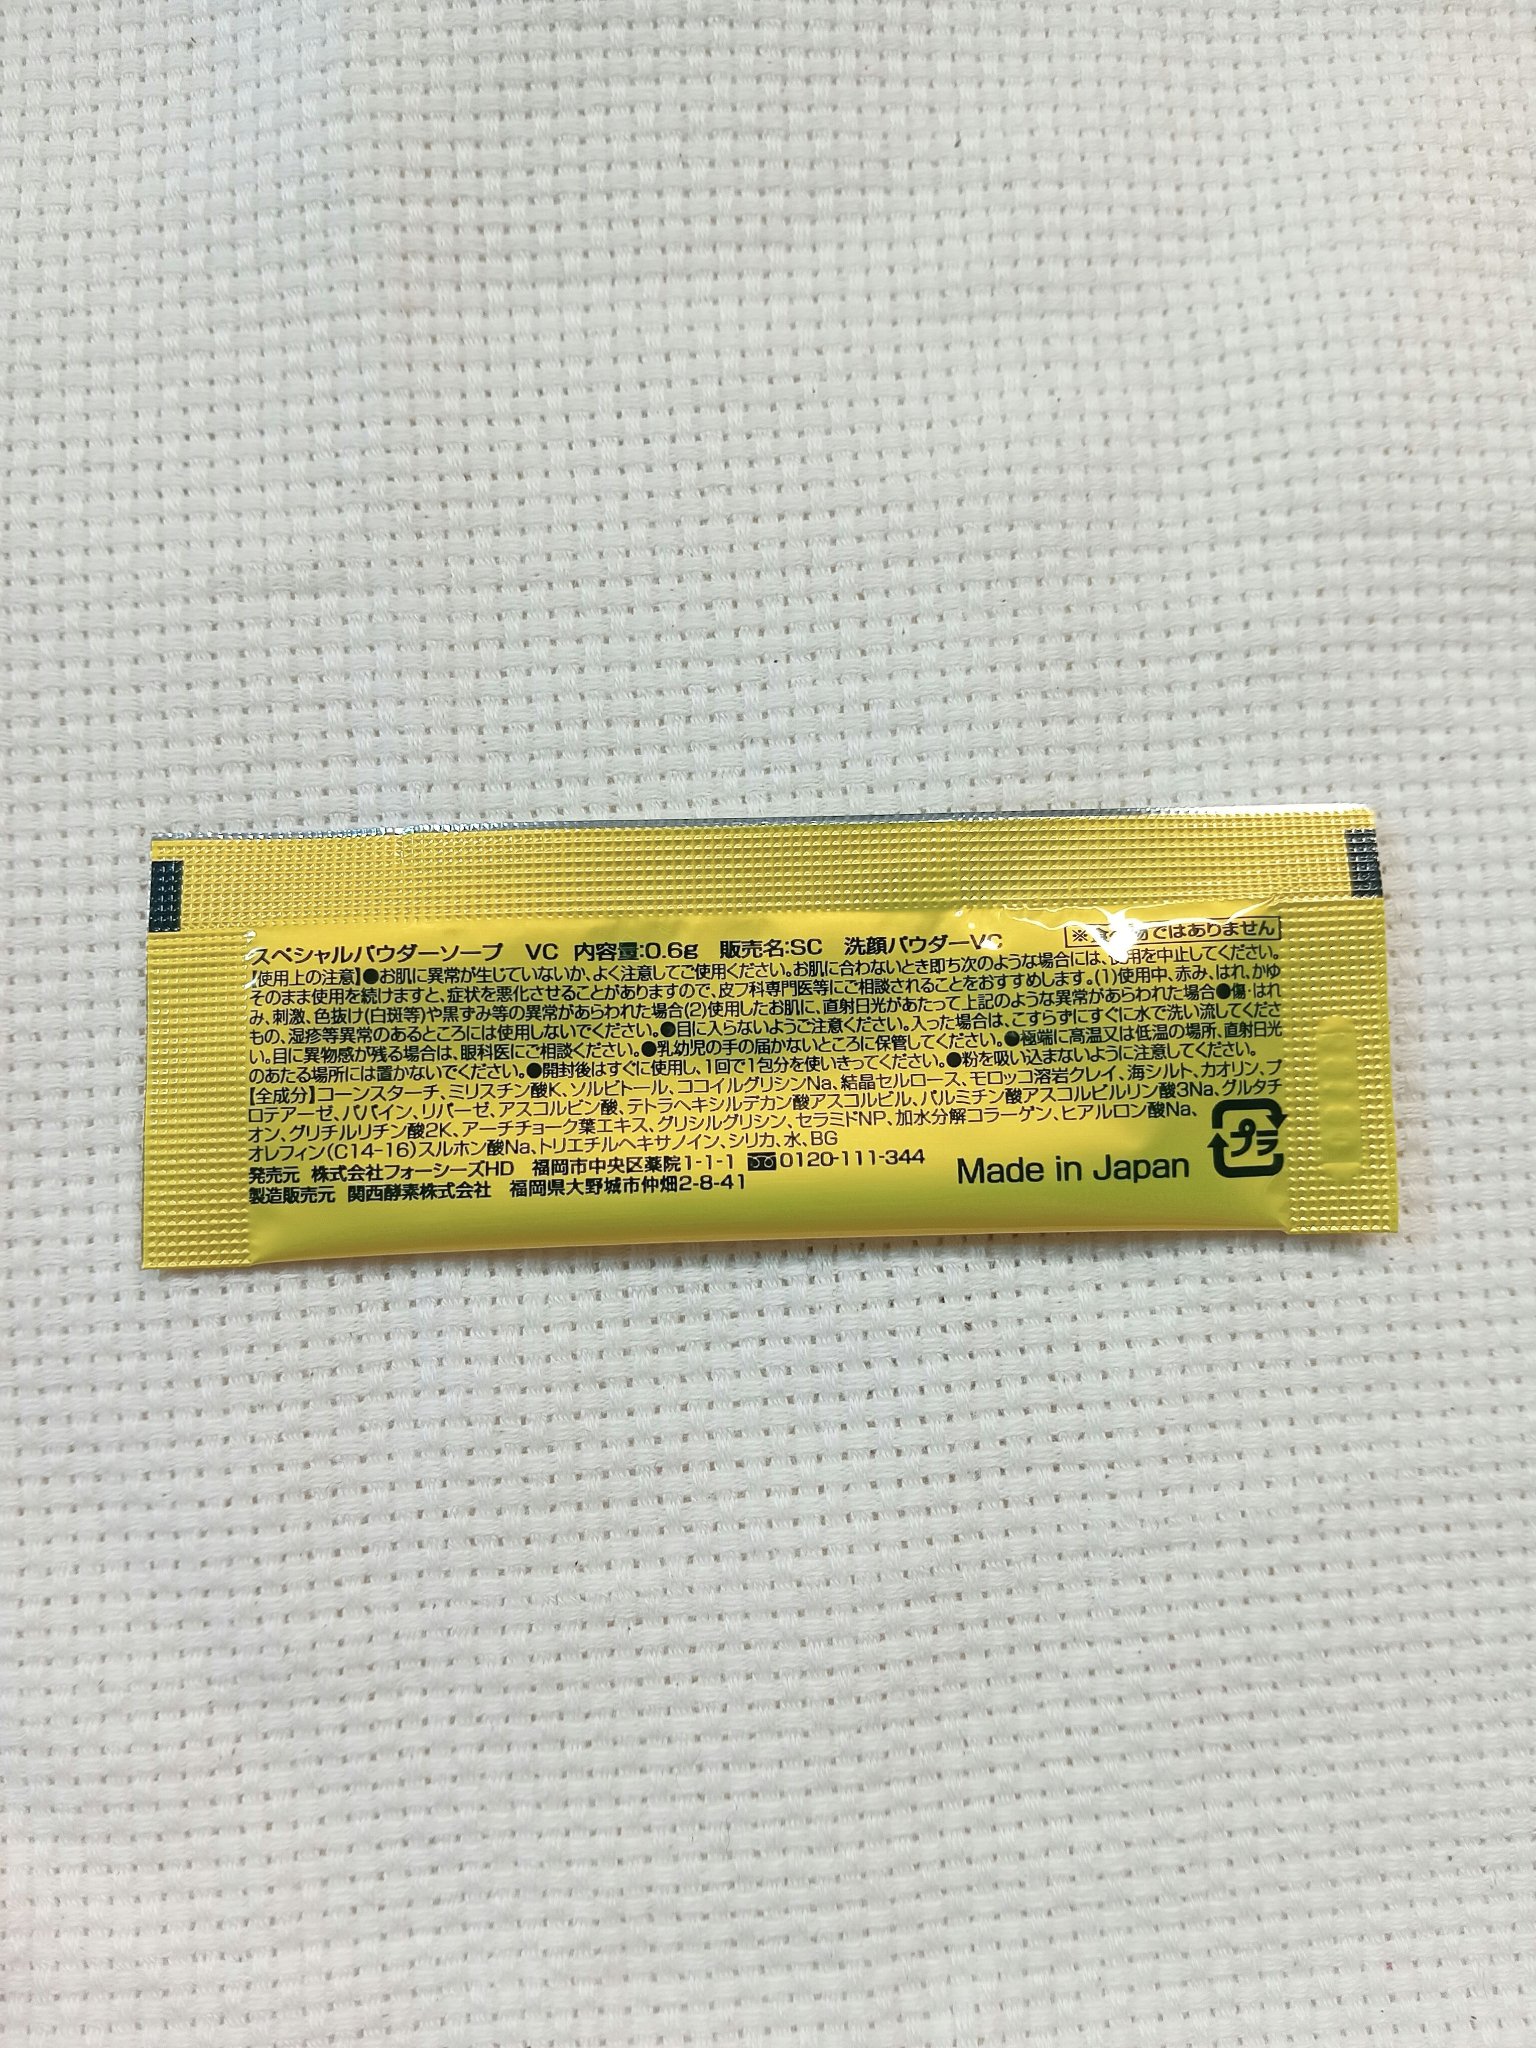 スペシャルパウダーソープ　VC　内容量:0.6g　販売名:SC　洗顔パウダーVC　※食べ物ではありません
【使用上の注意】●お肌に異常が生じていないか、よく注意してご使用ください。お肌に合わないとき即ち次のような場合には、使用を中止してください。
そのまま使用を続けますと、症状を悪化させることがありますので、皮フ科専門医等にご相談されることをおすすめします。(1)使用中、赤み、はれ、かゆ
み、刺激、色抜け(白斑等)や黒ずみ等の異常があらわれた場合(2)使用したお肌に、直射日光があたって上記のような異常があらわれた場合●傷・はれ
もの、湿疹等異常のあるところには使用しないでください。●目に入らないようご注意ください。入った場合は、こすらずにすぐに水で洗い流してくださ
い。目に異物感が残る場合は、眼科医にご相談ください。●乳幼児の手の届かないところに保管してください。●極端に高温又は低温の場所、直射日光
のあたる場所には置かないでください。●開封後はすぐに使用し、1回で1包分を使いきってください。●粉を吸い込まないように注意してください。
【全成分】コーンスターチ、ミリスチン酸K、ソルビトール、ココイルグリシンNa、結晶セルロース、モロッコ溶岩クレイ、海シルト、カオリン、プ
ロテアーゼ、パパイン、リパーゼ、アスコルビン酸、テトラヘキシルデカン酸アスコルビル、パルミチン酸アスコルビルリン酸3Na、グルタチ
オン、グリチルリチン酸2K、アーチチョーク葉エキス、グリシルグリシン、セラミドNP、加水分解コラーゲン、ヒアルロン酸Na、
オレフィン(C14-16)スルホン酸Na、トリエチルヘキサノイン、シリカ、水、BG
発売元　株式会社フォーシーズHD　福岡市中央区薬院1-1-1　0120-111-344
製造販売元　関西酵素株式会社　福岡県大野城市仲畑2-8-41
Made in Japan
プラ